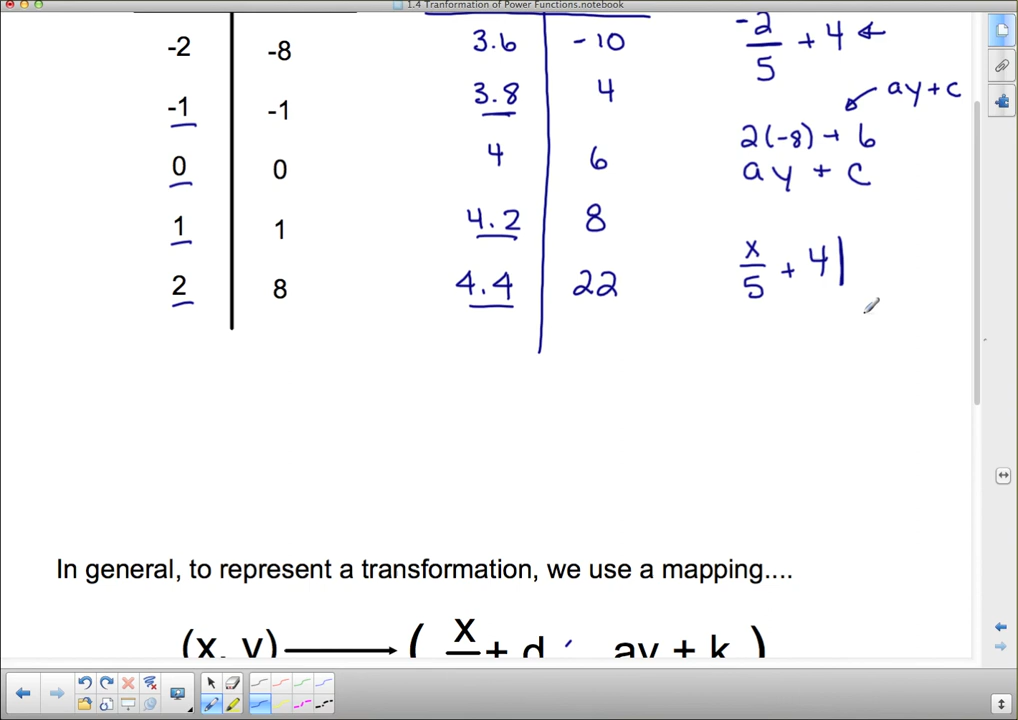 1.4 Tranformation of Power Functions.notebook
-2 -8 3.6 -10 -2/5 + 4 ←
-1 -1 3.8 4 ay + c
2(-8) + 6
0 0 4 6 ay + c
1 1 4.2 8
2 8 4.4 22 x/5 + 4|
In general, to represent a transformation, we use a mapping....
(x, y) ⟶ ( x + d , ay + k )